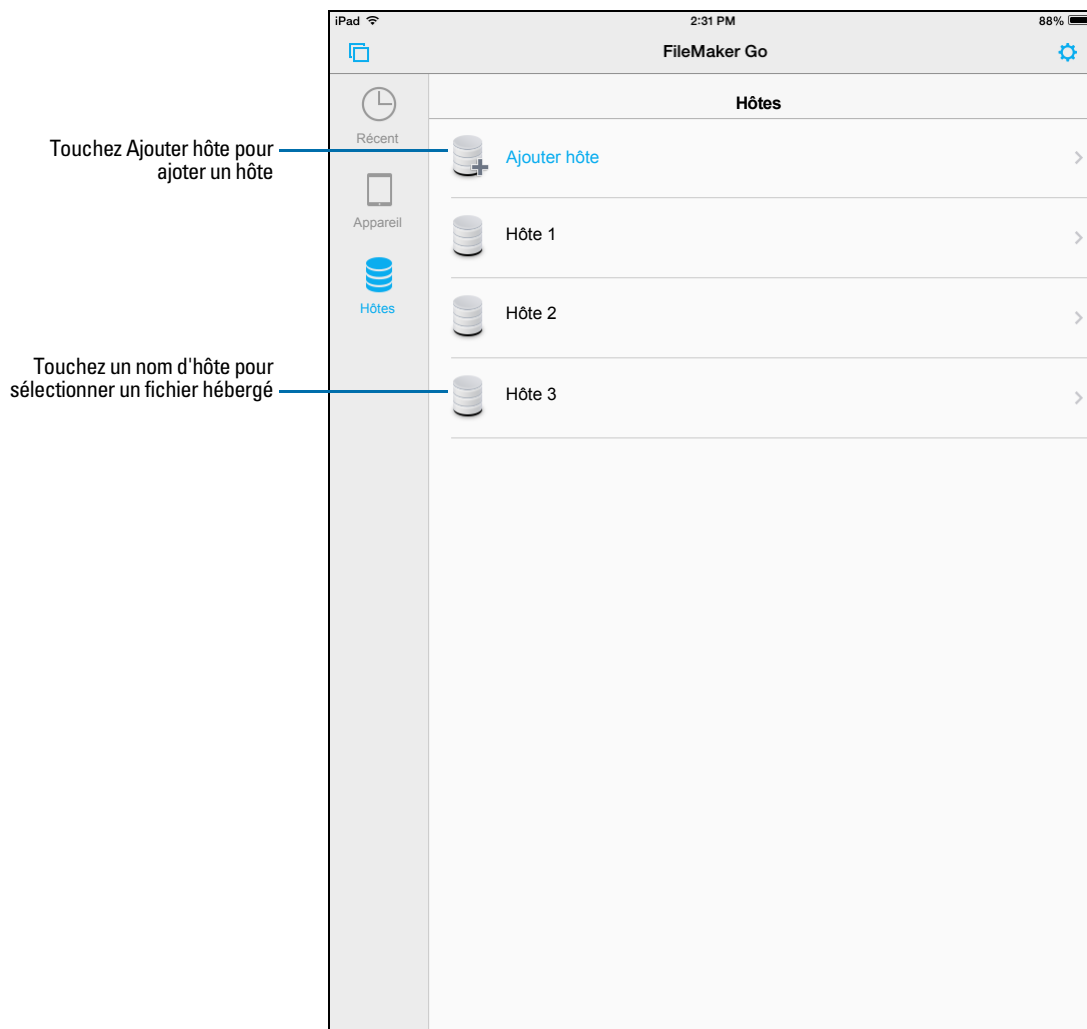 iPad 2:31 PM 88%
FileMaker Go
Hôtes
Récent
Appareil
Hôtes
Touchez Ajouter hôte pour
ajoter un hôte
Ajouter hôte
Hôte 1
Hôte 2
Touchez un nom d'hôte pour
sélectionner un fichier hébergé
Hôte 3